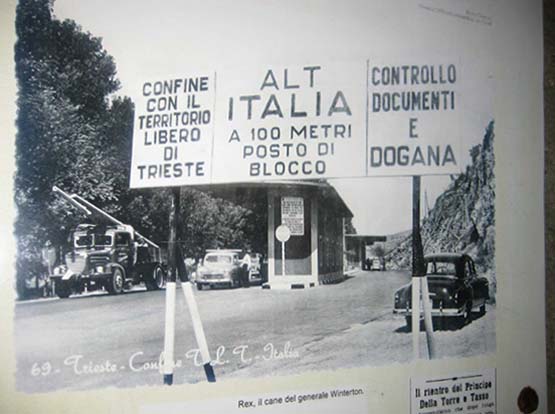 CONFINE
CON IL
TERRITORIO
LIBERO
DI
TRIESTE
ALT
ITALIA
A 100 METRI
POSTO DI
BLOCCO
CONTROLLO
DOCUMENTI
E
DOGANA
69 - Trieste - Confine T. L. T. - Italia
Rex, il cane del generale Winterton.
Il rientro del Principe
Della Torre e Tasso